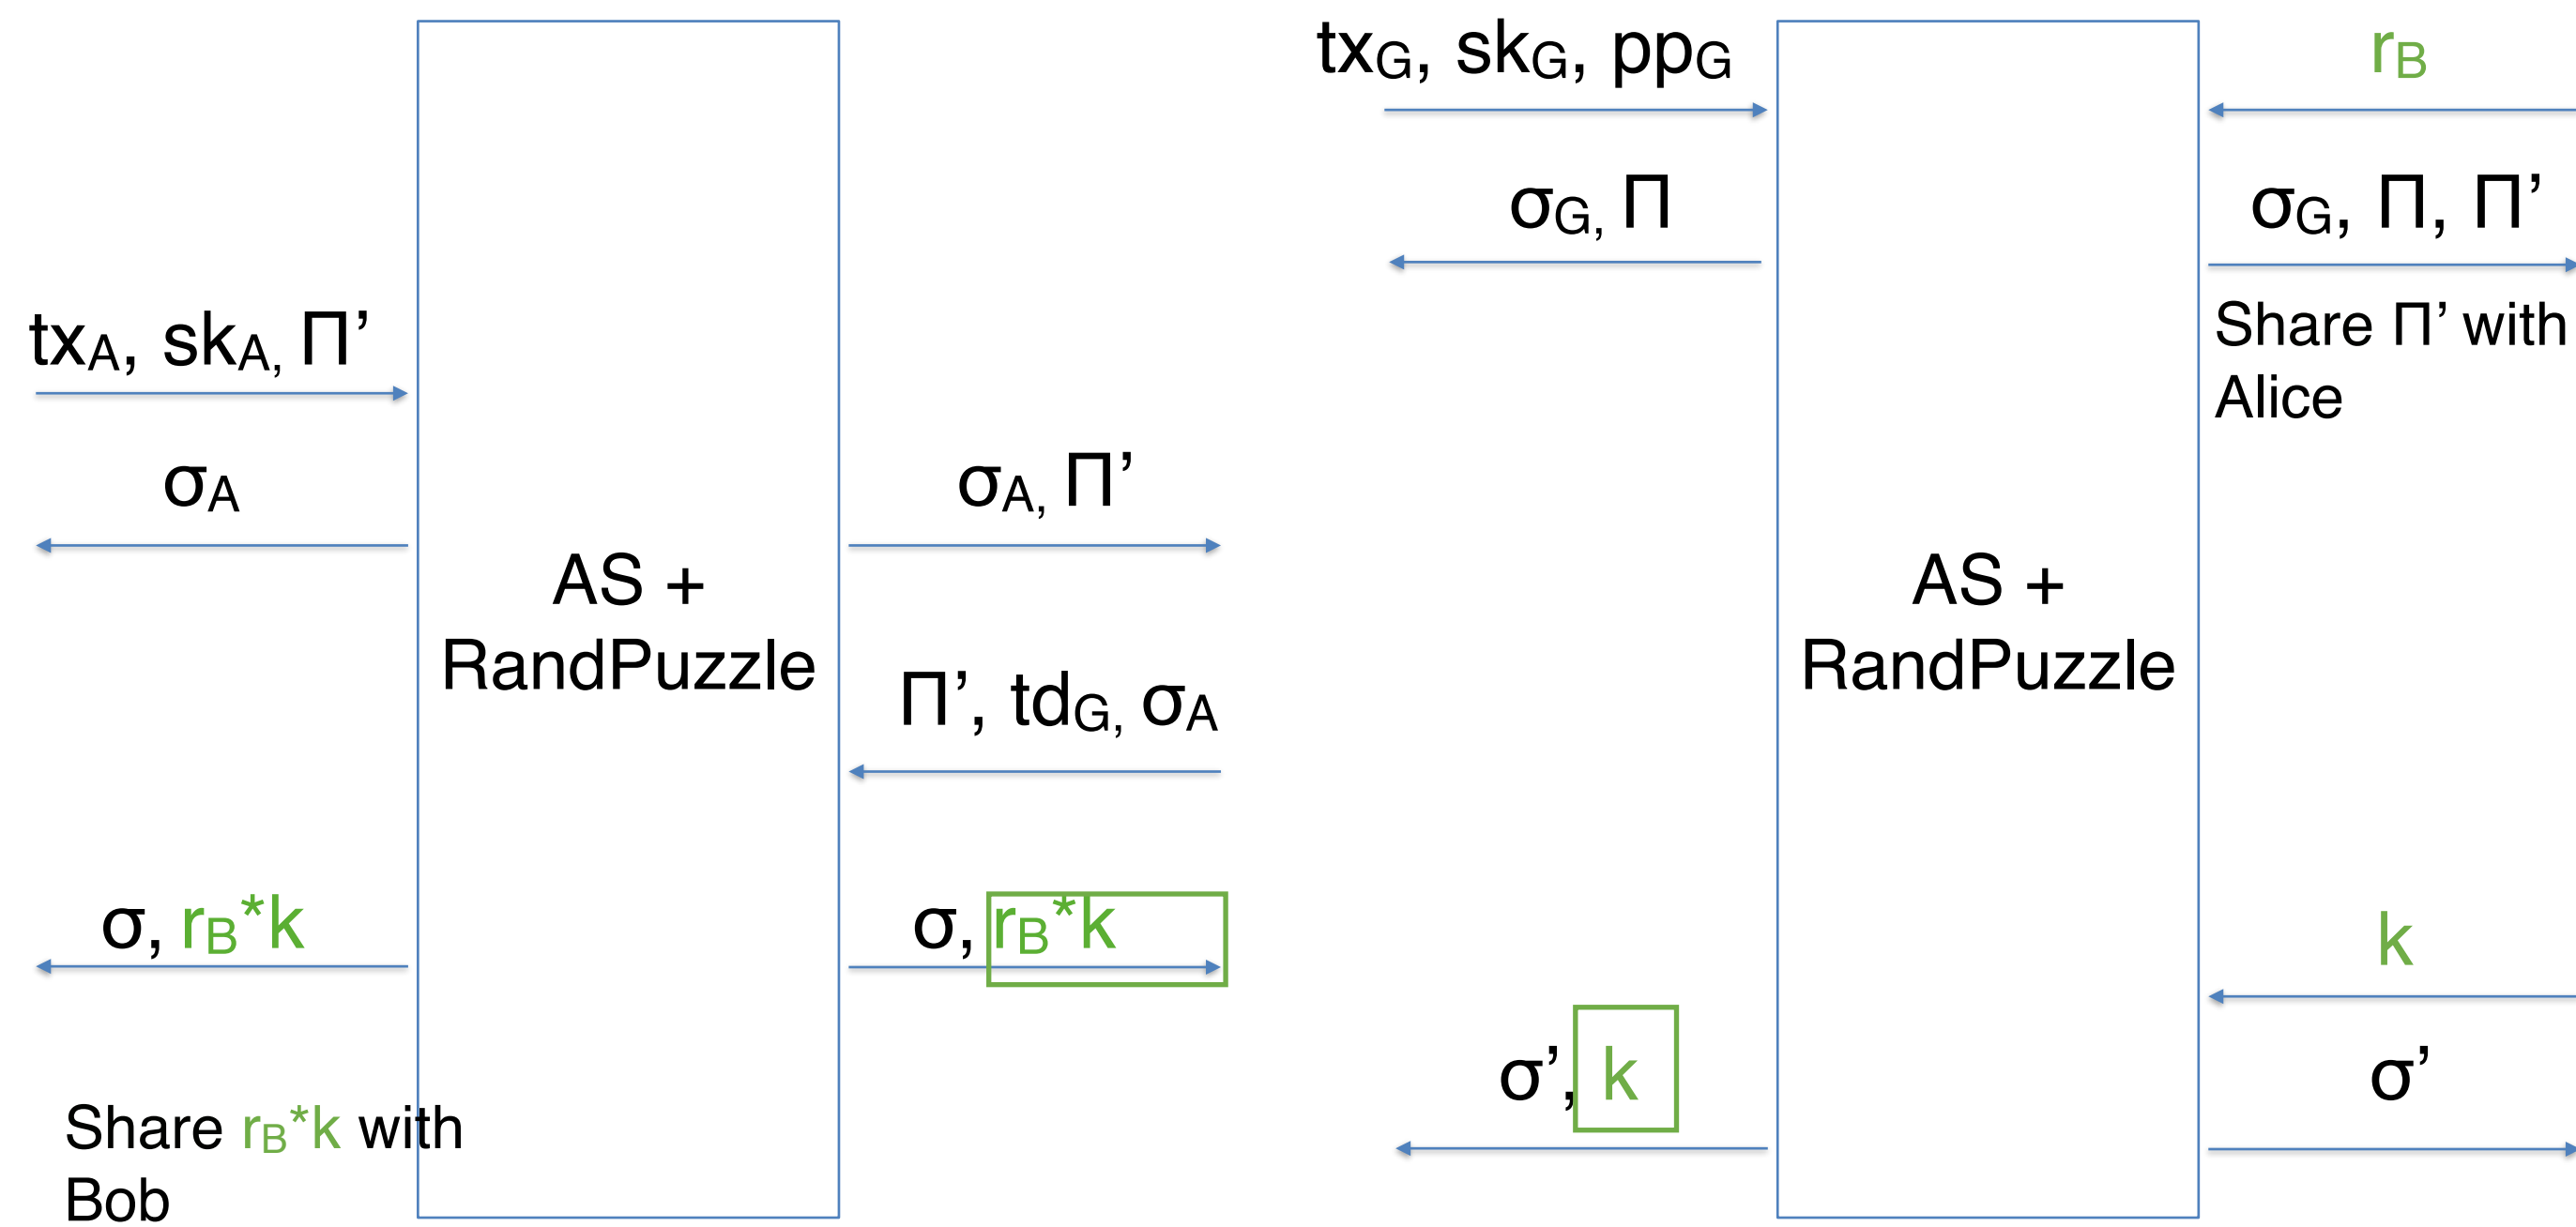 txA, skA, Π’
σA
AS +
RandPuzzle
σA, Π’
Π’, tdG, σA
σ, rB*k
σ, rB*k
Share rB*k with
Bob
txG, skG, ppG
σG, Π
AS +
RandPuzzle
rB
σG, Π, Π’
Share Π’ with
Alice
k
σ’, k
σ’